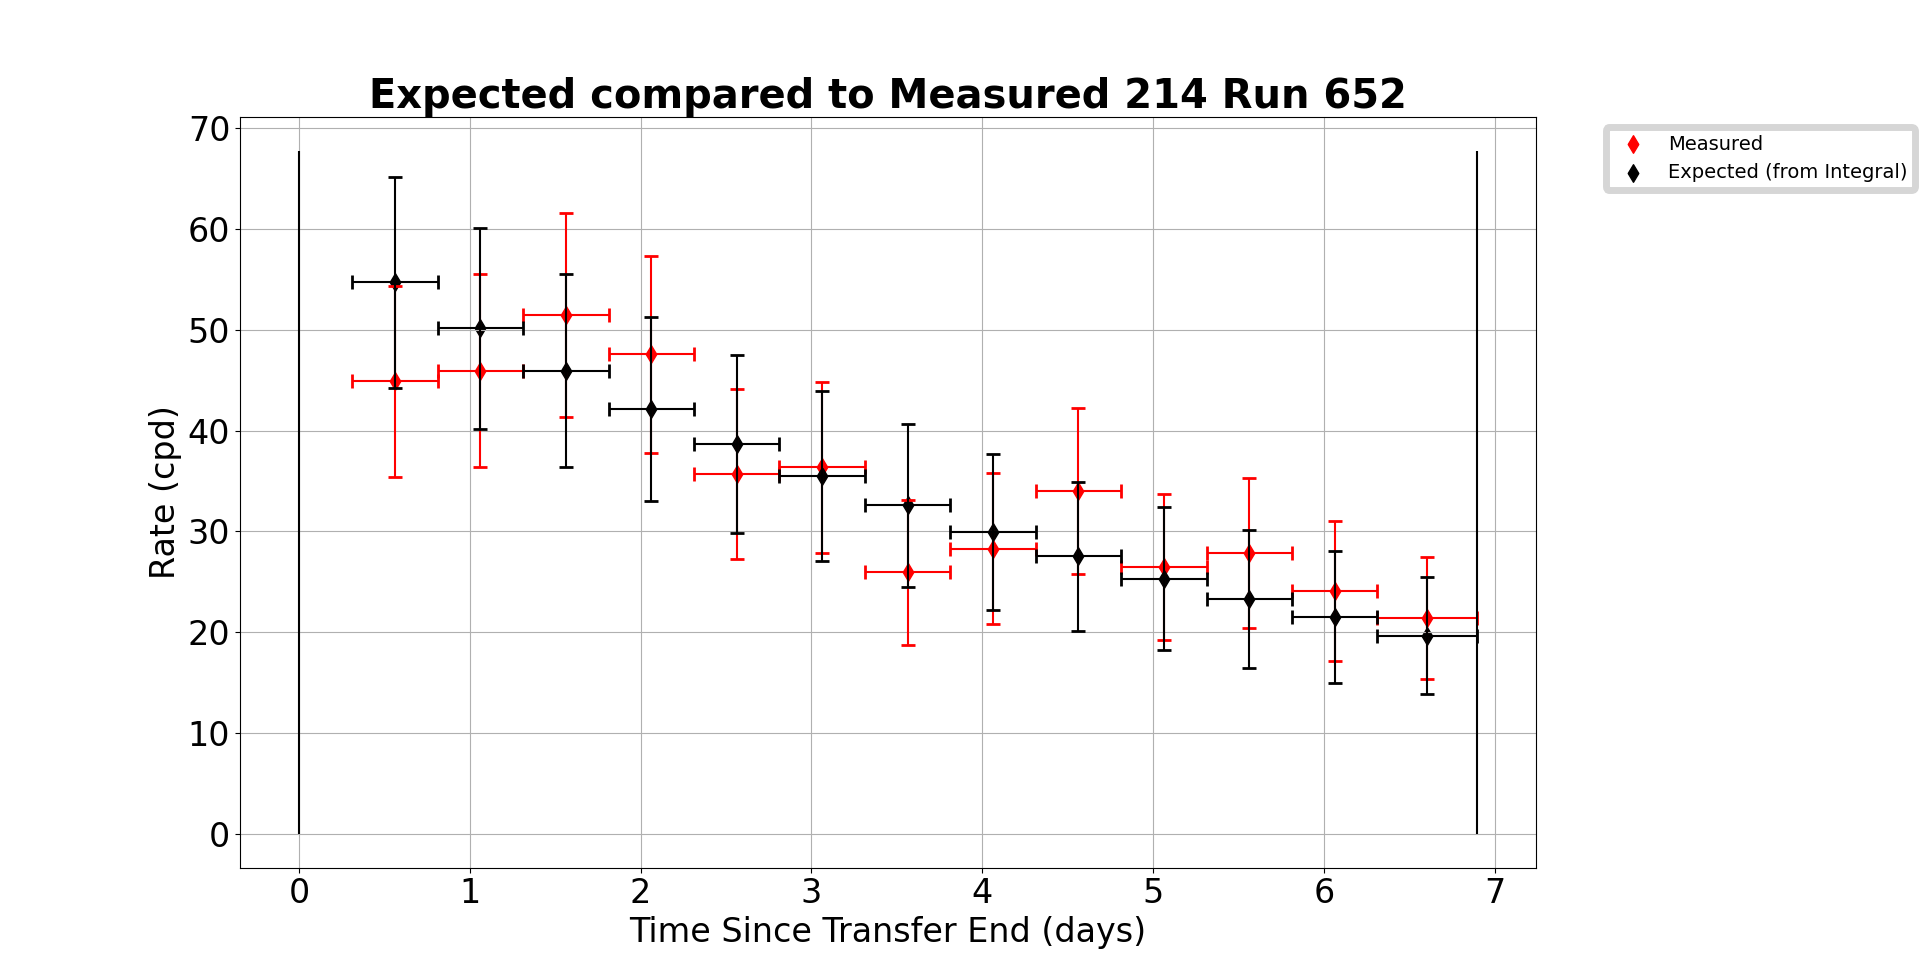 Expected compared to Measured 214 Run 652
Measured
Expected (from Integral)
Rate (cpd)
70
60
50
40
30
20
10
0
0 1 2 3 4 5 6 7
Time Since Transfer End (days)